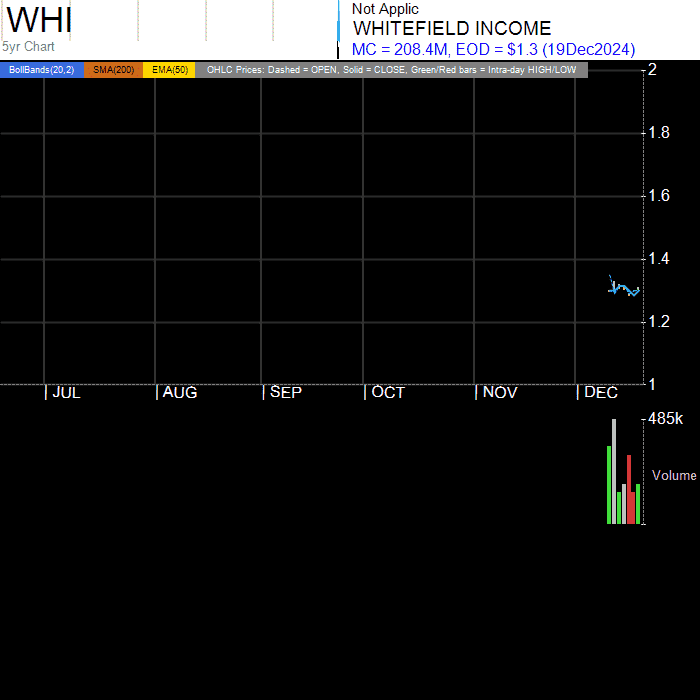 WHI
5yr Chart
Not Applic
WHITEFIELD INCOME
MC = 208.4M, EOD = $1.3 (19Dec2024)
BollBands(20,2) SMA(200) EMA(50) OHLC Prices: Dashed = OPEN, Solid = CLOSE, Green/Red bars = Intra-day HIGH/LOW
2
1.8
1.6
1.4
1.2
1
| JUL | AUG | SEP | OCT | NOV | DEC
485k
Volume